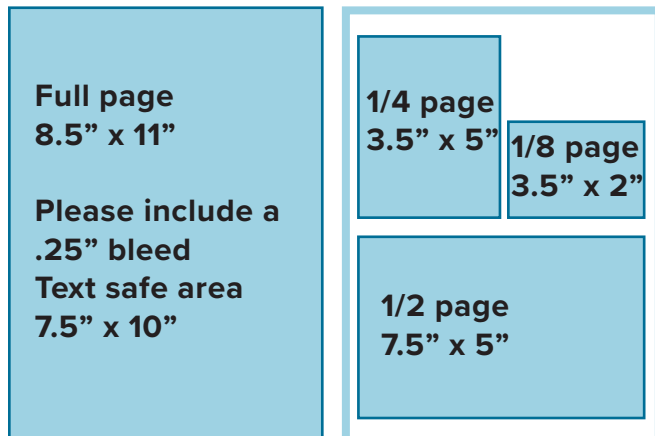 Full page
8.5” x 11”
Please include a
.25” bleed
Text safe area
7.5” x 10”
1/4 page
3.5” x 5”
1/8 page
3.5” x 2”
1/2 page
7.5” x 5”